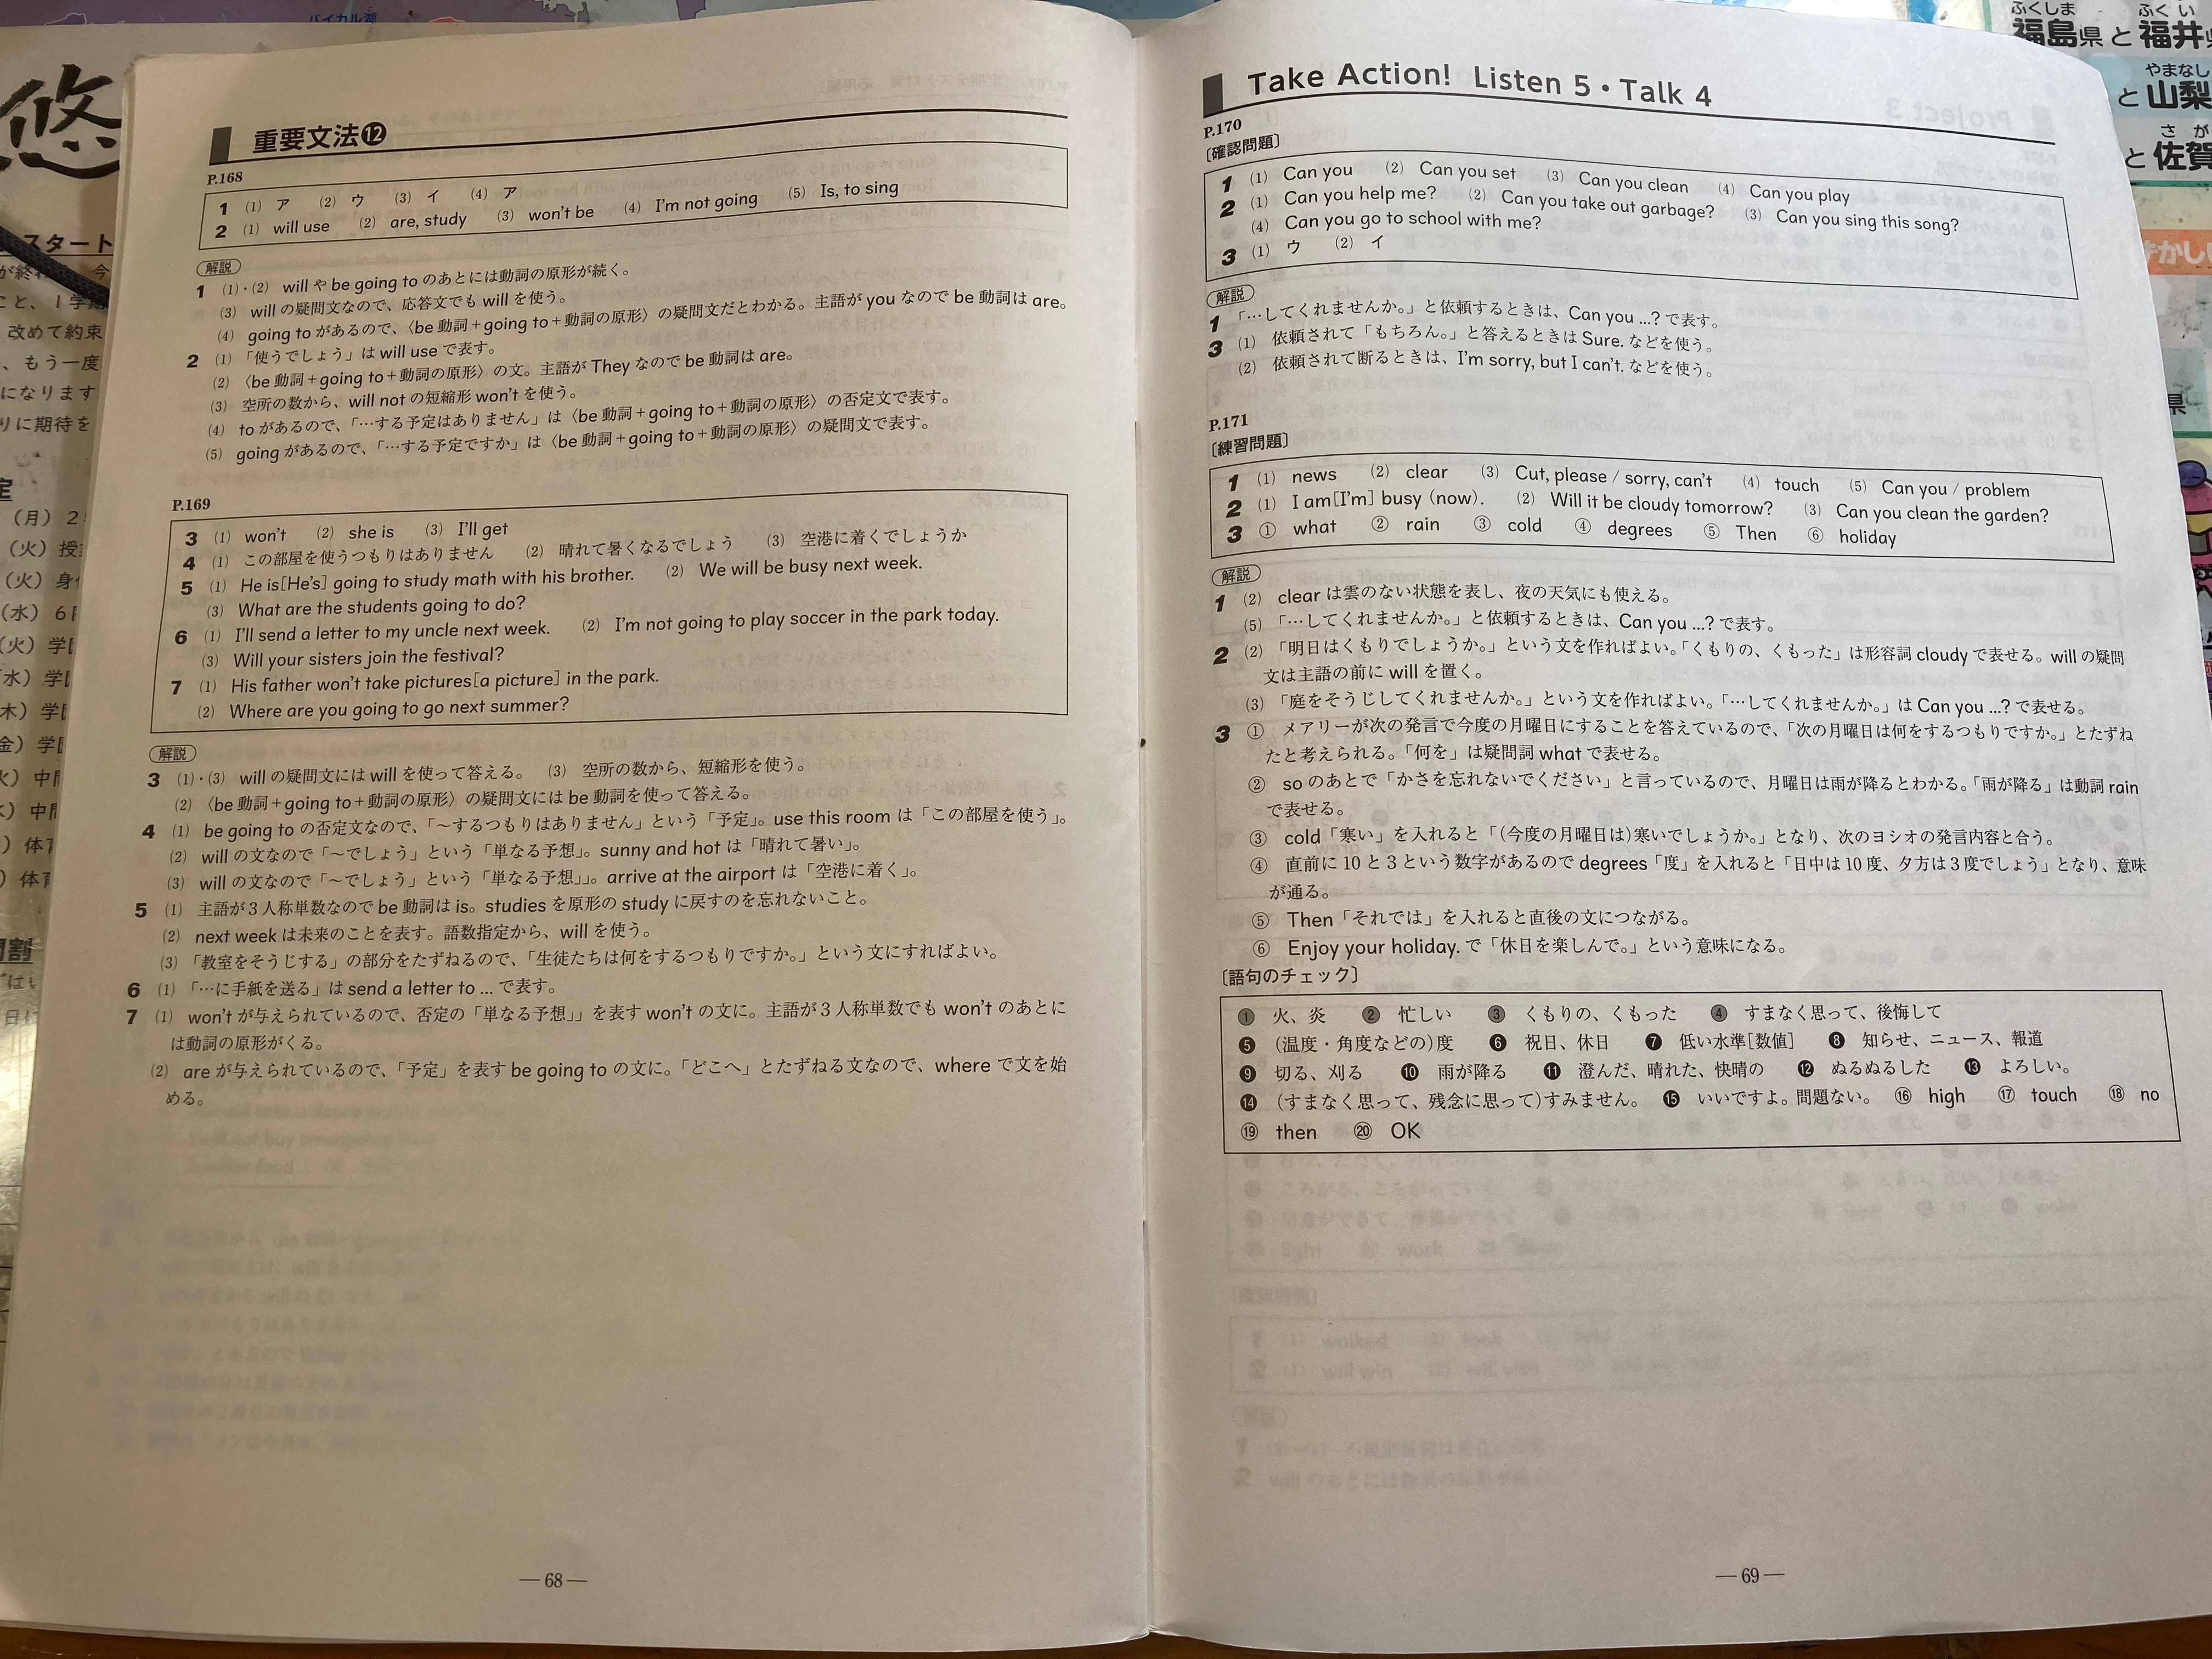 重要文法⓬
P.168
1 (1) ア (2) ウ (3) イ (4) ア
2 (1) will use (2) are, study (3) won't be (4) I'm not going (5) Is, to sing
解説
1 (1)・(2) will や be going to のあとには動詞の原形が続く。
(3) will の疑問文なので、応答文でも will を使う。
(4) going to があるので、〈be 動詞+going to+動詞の原形〉の疑問文だとわかる。主語が you なので be 動詞は are。
2 (1) 「使うでしょう」は will use で表す。
(2) 〈be 動詞+going to+動詞の原形〉の文。主語が They なので be 動詞は are。
(3) 空所の数から、will not の短縮形 won't を使う。
(4) to があるので、「…する予定はありません」は〈be 動詞+going to+動詞の原形〉の否定文で表す。
(5) going があるので、「…する予定ですか」は〈be 動詞+going to+動詞の原形〉の疑問文で表す。
P.169
3 (1) won't (2) she is (3) I'll get
4 (1) この部屋を使うつもりはありません (2) 晴れて暑くなるでしょう (3) 空港に着くでしょうか
5 (1) He is[He's] going to study math with his brother. (2) We will be busy next week.
(3) What are the students going to do?
6 (1) I'll send a letter to my uncle next week. (2) I'm not going to play soccer in the park today.
(3) Will your sisters join the festival?
7 (1) His father won't take pictures[a picture] in the park.
(2) Where are you going to go next summer?
解説
3 (1)・(3) will の疑問文には will を使って答える。 (3) 空所の数から、短縮形を使う。
(2) 〈be 動詞+going to+動詞の原形〉の疑問文には be 動詞を使って答える。
4 (1) be going to の否定文なので、「～するつもりはありません」という「予定」。use this room は「この部屋を使う」。
(2) will の文なので「～でしょう」という「単なる予想」。sunny and hot は「晴れて暑い」。
(3) will の文なので「～でしょう」という「単なる予想」」。arrive at the airport は「空港に着く」。
5 (1) 主語が3人称単数なので be 動詞は is。studies を原形の study に戻すのを忘れないこと。
(2) next week は未来のことを表す。語数指定から、will を使う。
(3) 「教室をそうじする」の部分をたずねるので、「生徒たちは何をするつもりですか。」という文にすればよい。
6 (1) 「…に手紙を送る」は send a letter to ... で表す。
7 (1) won't が与えられているので、否定の「単なる予想」」を表す won't の文に。主語が3人称単数でも won't のあとに
は動詞の原形がくる。
(2) are が与えられているので、「予定」を表す be going to の文に。「どこへ」とたずねる文なので、where で文を始
める。
— 68 —
Take Action! Listen 5・Talk 4
P.170
〔確認問題〕
1 (1) Can you (2) Can you set (3) Can you clean (4) Can you play
2 (1) Can you help me? (2) Can you take out garbage? (3) Can you sing this song?
(4) Can you go to school with me?
3 (1) ウ (2) イ
解説
1 「…してくれませんか。」と依頼するときは、Can you ...? で表す。
3 (1) 依頼されて「もちろん。」と答えるときは Sure. などを使う。
(2) 依頼されて断るときは、I'm sorry, but I can't. などを使う。
P.171
〔練習問題〕
1 (1) news (2) clear (3) Cut, please / sorry, can't (4) touch (5) Can you / problem
2 (1) I am[I'm] busy (now). (2) Will it be cloudy tomorrow? (3) Can you clean the garden?
3 ① what ② rain ③ cold ④ degrees ⑤ Then ⑥ holiday
解説
1 (2) clear は雲のない状態を表し、夜の天気にも使える。
(5) 「…してくれませんか。」と依頼するときは、Can you ...? で表す。
2 (2) 「明日はくもりでしょうか。」という文を作ればよい。「くもりの、くもった」は形容詞 cloudy で表せる。will の疑問
文は主語の前に will を置く。
(3) 「庭をそうじしてくれませんか。」という文を作ればよい。「…してくれませんか。」は Can you ...? で表せる。
3 ① メアリーが次の発言で今度の月曜日にすることを答えているので、「次の月曜日は何をするつもりですか。」とたずね
たと考えられる。「何を」は疑問詞 what で表せる。
② so のあとで「かさを忘れないでください」と言っているので、月曜日は雨が降るとわかる。「雨が降る」は動詞 rain
で表せる。
③ cold「寒い」を入れると「(今度の月曜日は)寒いでしょうか。」となり、次のヨシオの発言内容と合う。
④ 直前に 10 と 3 という数字があるので degrees「度」を入れると「日中は 10 度、夕方は 3 度でしょう」となり、意味
が通る。
⑤ Then「それでは」を入れると直後の文につながる。
⑥ Enjoy your holiday. で「休日を楽しんで。」という意味になる。
〔語句のチェック〕
❶ 火、炎 ❷ 忙しい ❸ くもりの、くもった ❹ すまなく思って、後悔して
❺ (温度・角度などの)度 ❻ 祝日、休日 ❼ 低い水準[数値] ❽ 知らせ、ニュース、報道
❾ 切る、刈る ❿ 雨が降る ⓫ 澄んだ、晴れた、快晴の ⓬ ぬるぬるした ⓭ よろしい。
⓮ (すまなく思って、残念に思って)すみません。 ⓯ いいですよ。問題ない。 ⑯ high ⑰ touch ⑱ no
⑲ then ⑳ OK
— 69 —
バイカル湖
悠
スタート
ふくしま ふくい
福島県 と 福井
やまなし
と 山梨
さが
と 佐賀